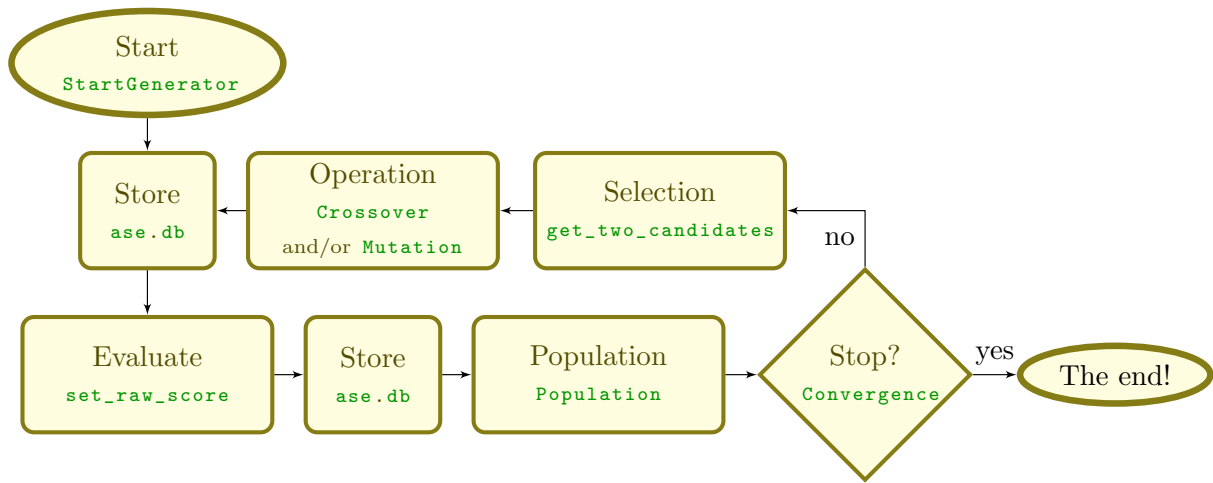 Start
StartGenerator
Store
ase.db
Operation
Crossover
and/or Mutation
Selection
get_two_candidates
no
Evaluate
set_raw_score
Store
ase.db
Population
Population
Stop?
Convergence
yes
The end!